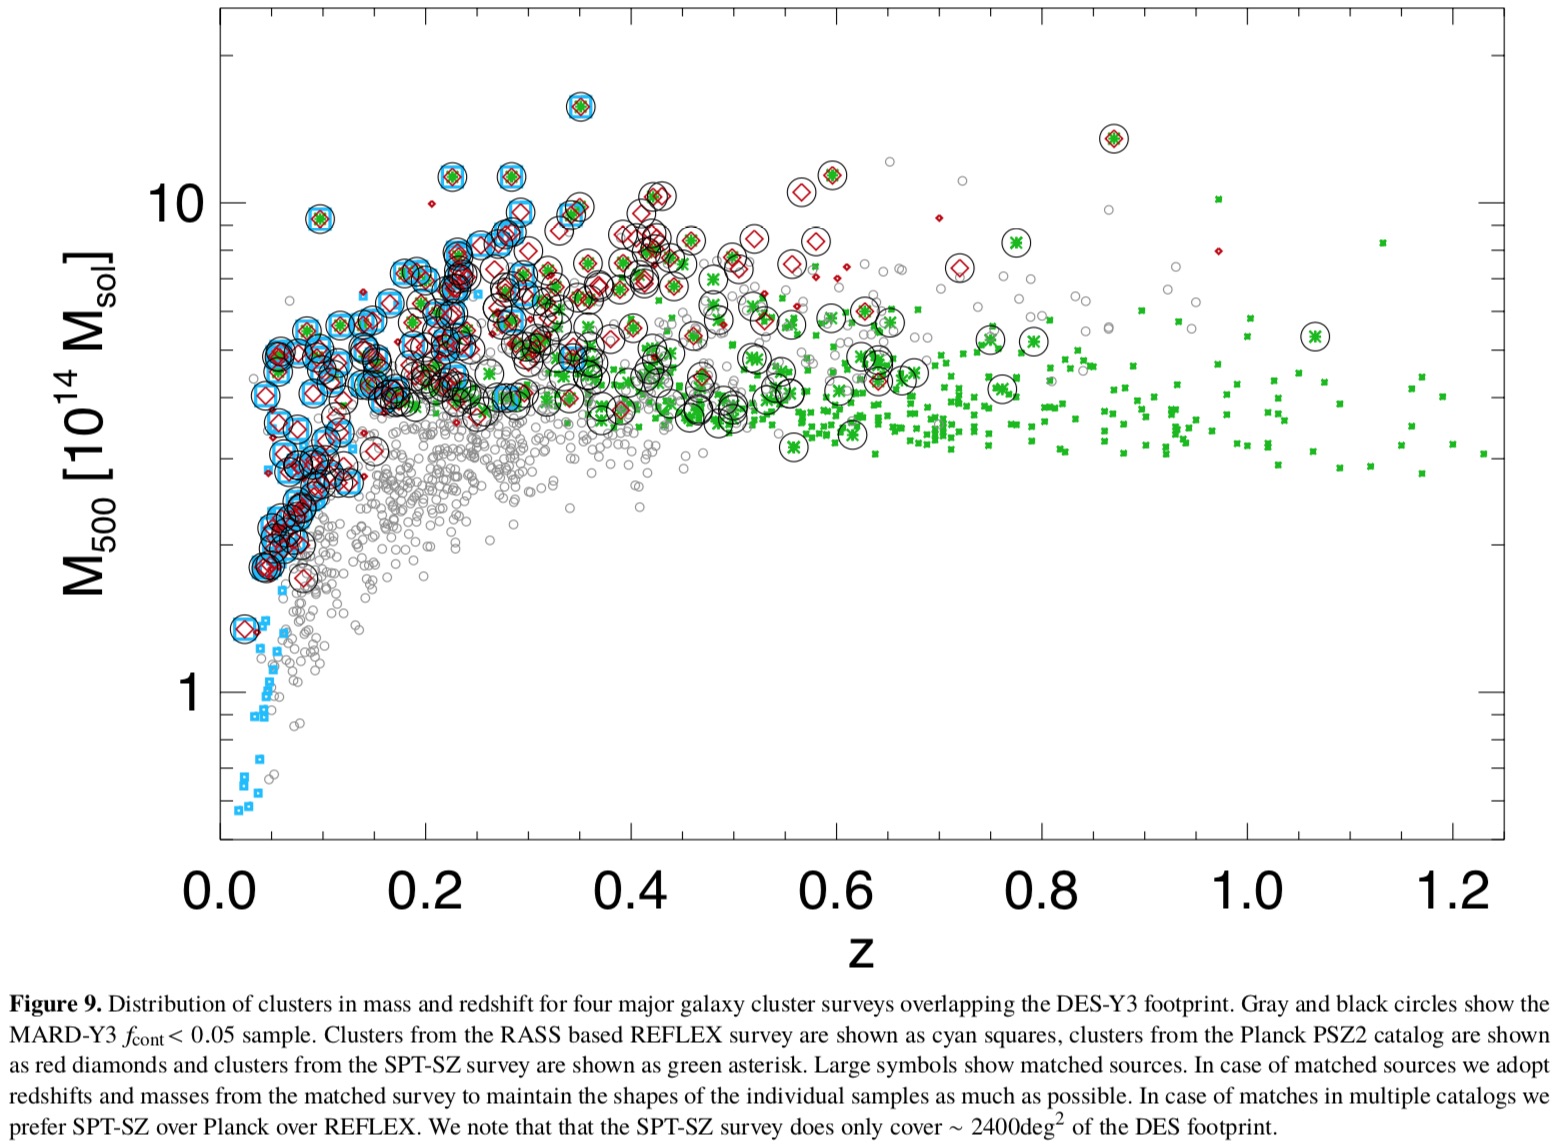 10
1
M500 [10^14 Msol]
0.0 0.2 0.4 0.6 0.8 1.0 1.2
z
Figure 9. Distribution of clusters in mass and redshift for four major galaxy cluster surveys overlapping the DES-Y3 footprint. Gray and black circles show the
MARD-Y3 fcont < 0.05 sample. Clusters from the RASS based REFLEX survey are shown as cyan squares, clusters from the Planck PSZ2 catalog are shown
as red diamonds and clusters from the SPT-SZ survey are shown as green asterisk. Large symbols show matched sources. In case of matched sources we adopt
redshifts and masses from the matched survey to maintain the shapes of the individual samples as much as possible. In case of matches in multiple catalogs we
prefer SPT-SZ over Planck over REFLEX. We note that that the SPT-SZ survey does only cover ~ 2400deg² of the DES footprint.